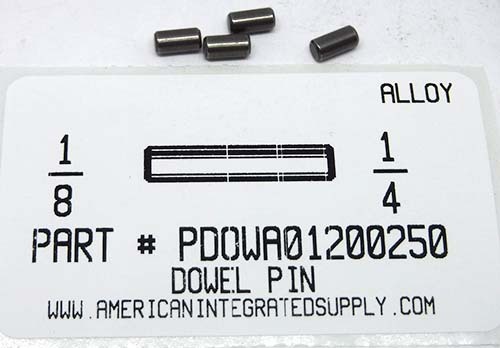 ALLOY
1/8 1/4
PART # PDOWA01200250
DOWEL PIN
WWW.AMERICANINTEGRATEDSUPPLY.COM